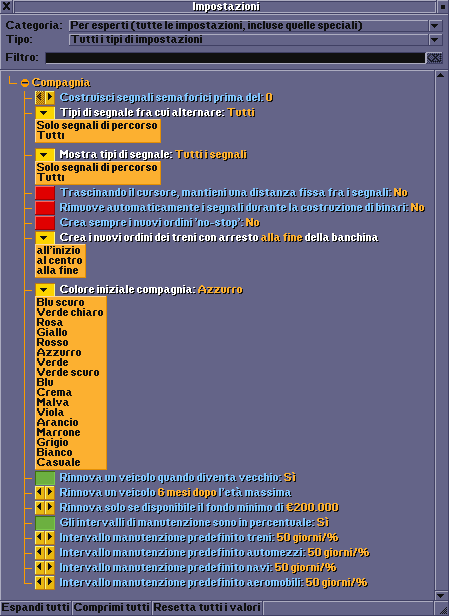 Impostazioni
Categoria: Per esperti (tutte le impostazioni, incluse quelle speciali)
Tipo: Tutti i tipi di impostazioni
Filtro:
Compagnia
Costruisci segnali semaforici prima del: 0
Tipi di segnale fra cui alternare: Tutti
Solo segnali di percorso
Tutti
Mostra tipi di segnale: Tutti i segnali
Solo segnali di percorso
Tutti
Trascinando il cursore, mantieni una distanza fissa fra i segnali: No
Rimuove automaticamente i segnali durante la costruzione di binari: No
Crea sempre i nuovi ordini 'no-stop': No
Crea i nuovi ordini dei treni con arresto alla fine della banchina
all'inizio
al centro
alla fine
Colore iniziale compagnia: Azzurro
Blu scuro
Verde chiaro
Rosa
Giallo
Rosso
Azzurro
Verde
Verde scuro
Blu
Crema
Malva
Viola
Arancio
Marrone
Grigio
Bianco
Casuale
Rinnova un veicolo quando diventa vecchio: Sì
Rinnova un veicolo 6 mesi dopo l'età massima
Rinnova solo se disponibile il fondo minimo di €200.000
Gli intervalli di manutenzione sono in percentuale: Sì
Intervallo manutenzione predefinito treni: 50 giorni/%
Intervallo manutenzione predefinito automezzi: 50 giorni/%
Intervallo manutenzione predefinito navi: 50 giorni/%
Intervallo manutenzione predefinito aeromobili: 50 giorni/%
Espandi tutti Comprimi tutti Resetta tutti i valori